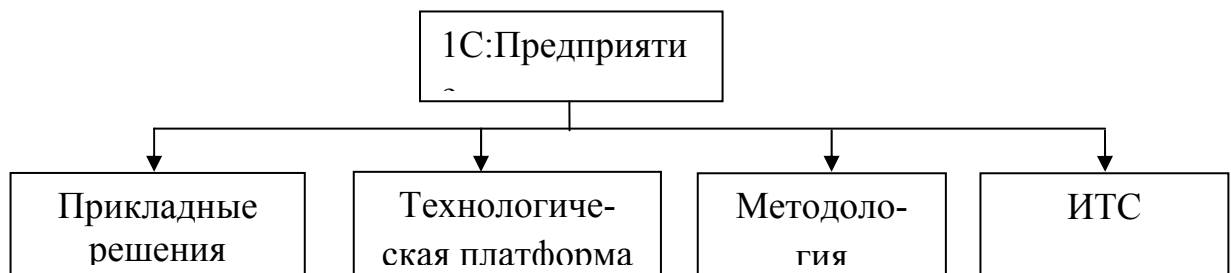 1С:Предприяти
Прикладные
решения
Технологиче-
ская платформа
Методоло-
гия
ИТС